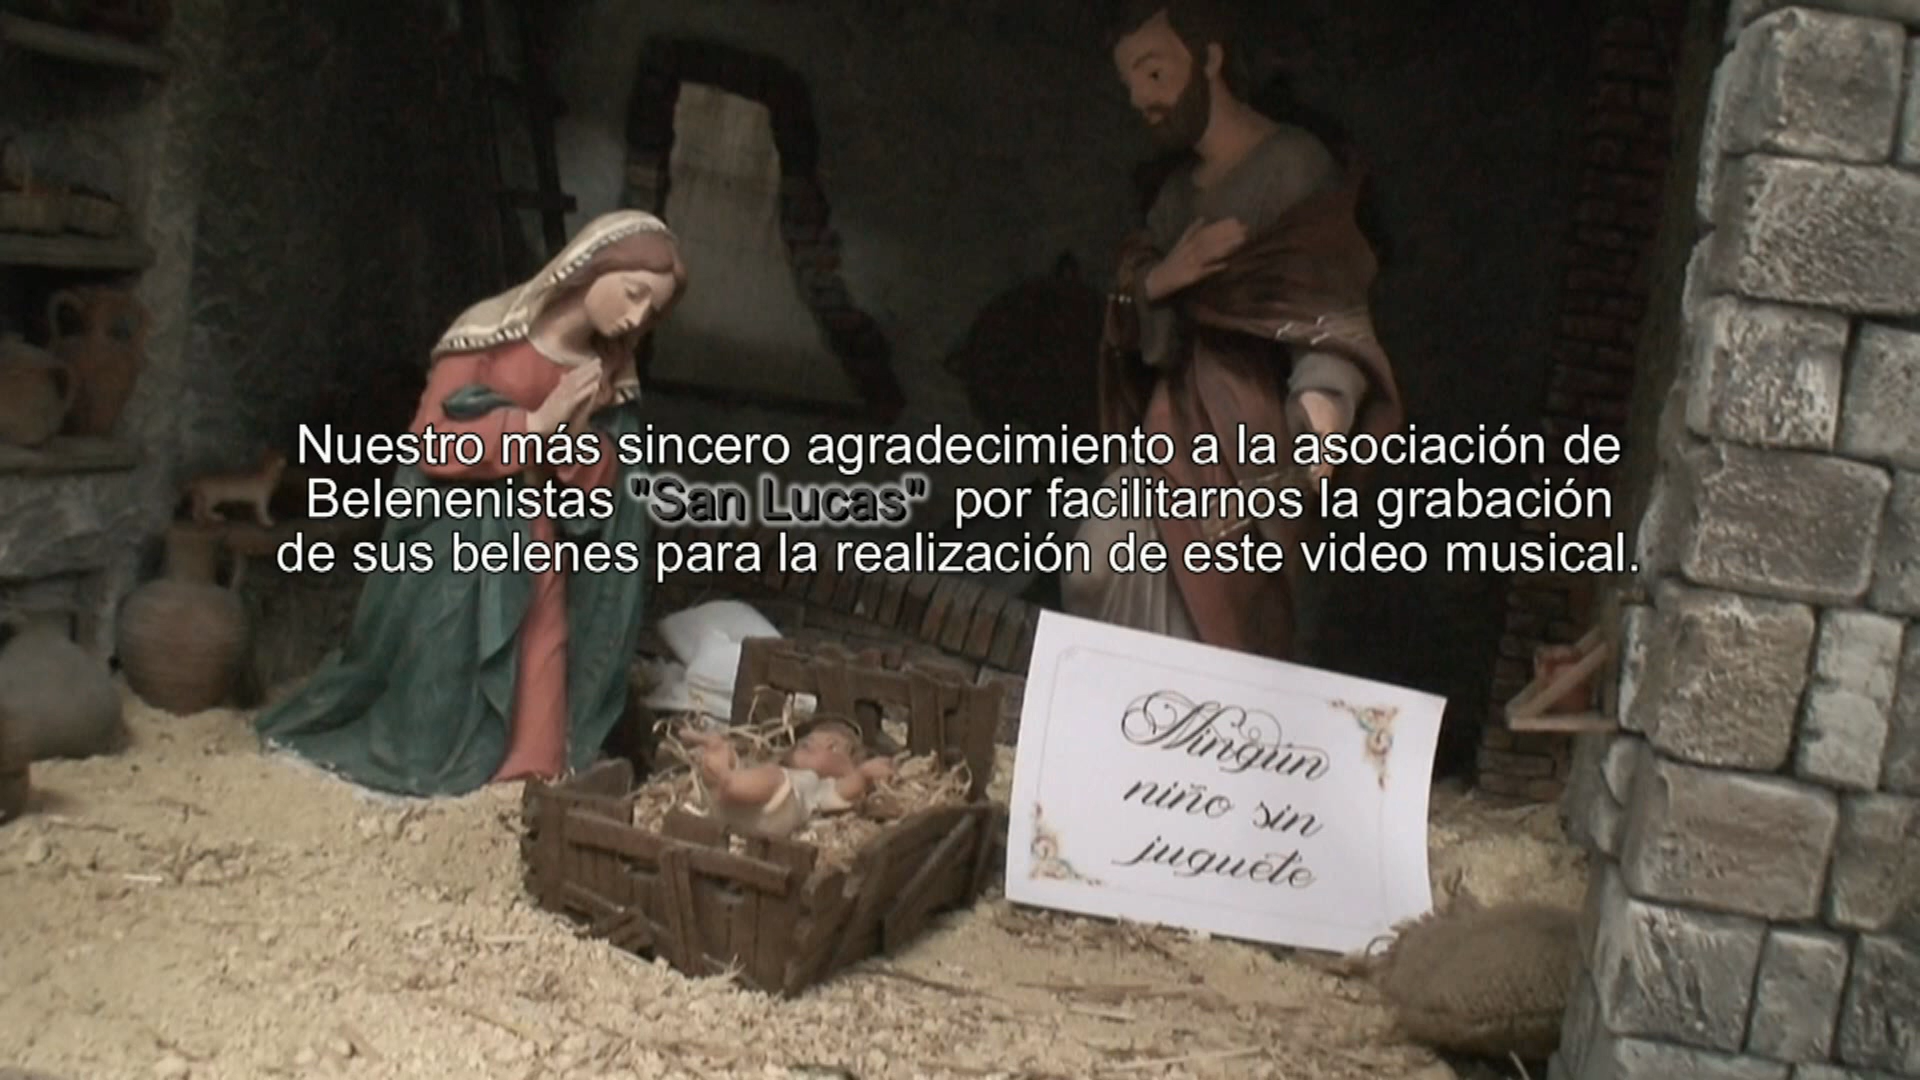 Nuestro más sincero agradecimiento a la asociación de
Belenenistas "San Lucas" por facilitarnos la grabación
de sus belenes para la realización de este video musical.
Ningún
niño sin
juguete